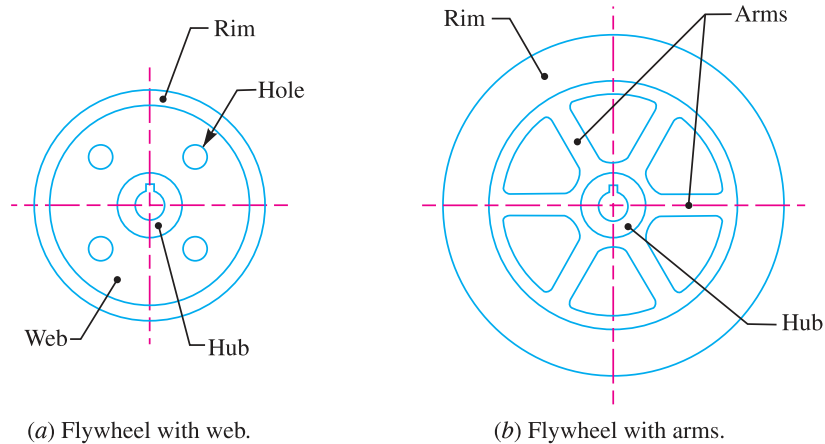 Rim
Hole
Web
Hub
(a) Flywheel with web.
Rim
Arms
Hub
(b) Flywheel with arms.